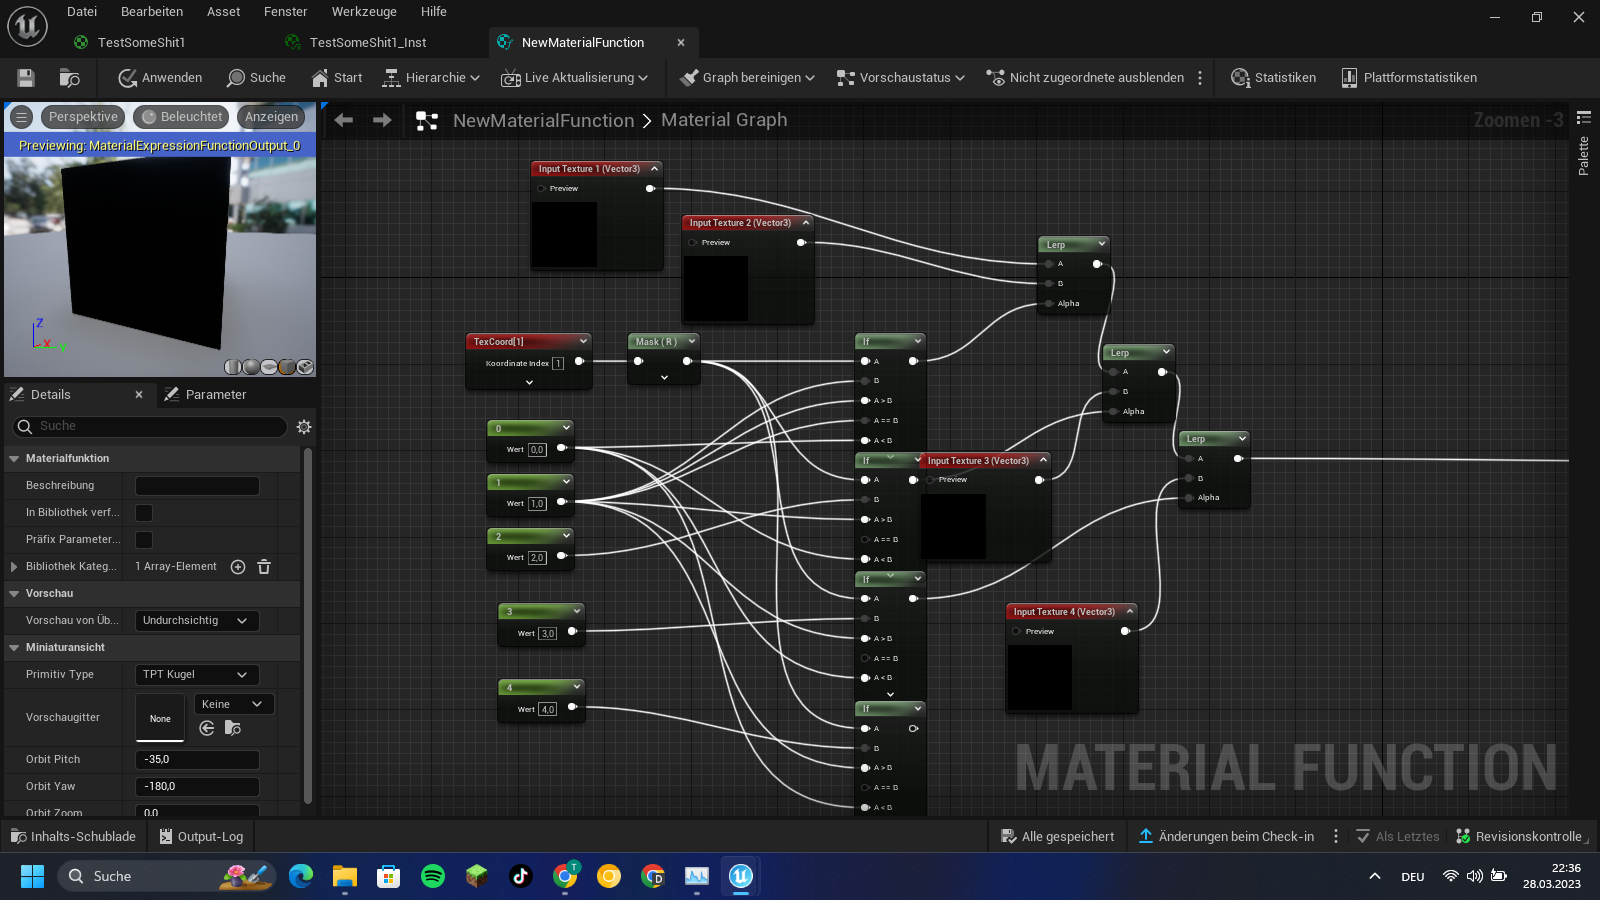 Datei Bearbeiten Asset Fenster Werkzeuge Hilfe
TestSomeShit1 TestSomeShit1_Inst NewMaterialFunction
Anwenden Suche Start Hierarchie Live Aktualisierung Graph bereinigen Vorschaustatus Nicht zugeordnete ausblenden Statistiken Plattformstatistiken
Perspektive Beleuchtet Anzeigen
Previewing: MaterialExpressionFunctionOutput_0
Z
X
Y
NewMaterialFunction > Material Graph
Zoomen -3
Palette
Details Parameter
Suche
Materialfunktion
Beschreibung
In Bibliothek verf...
Präfix Parameter...
Bibliothek Kateg... 1 Array-Element
Vorschau
Vorschau von Üb... Undurchsichtig
Miniaturansicht
Primitiv Type TPT Kugel
Vorschaugitter None Keine
Orbit Pitch -35,0
Orbit Yaw -180,0
Orbit Zoom 0,0
Input Texture 1 (Vector3)
Preview
Input Texture 2 (Vector3)
Preview
TexCoord[1]
Koordinate Index 1
Mask ( R )
0
Wert 0,0
1
Wert 1,0
2
Wert 2,0
3
Wert 3,0
4
Wert 4,0
If
A
B
A > B
A == B
A < B
If
A
B
A > B
A == B
A < B
If
A
B
A > B
A == B
A < B
If
A
B
A > B
A == B
A < B
Input Texture 3 (Vector3)
Preview
Input Texture 4 (Vector3)
Preview
Lerp
A
B
Alpha
Lerp
A
B
Alpha
Lerp
A
B
Alpha
MATERIAL FUNCTION
Inhalts-Schublade Output-Log Alle gespeichert Änderungen beim Check-in Als Letztes Revisionskontrolle
Suche
T
D
DEU
22:36
28.03.2023